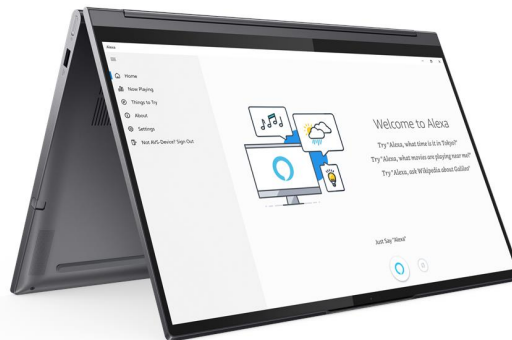 Alexa
Home
Now Playing
Things to Try
About
Settings
Not AVS-Device? Sign Out
Welcome to Alexa
Try "Alexa, what time is it in Tokyo?"
Try "Alexa, what movies are playing near me?"
Try "Alexa, ask Wikipedia about Galileo"
Just Say "Alexa"